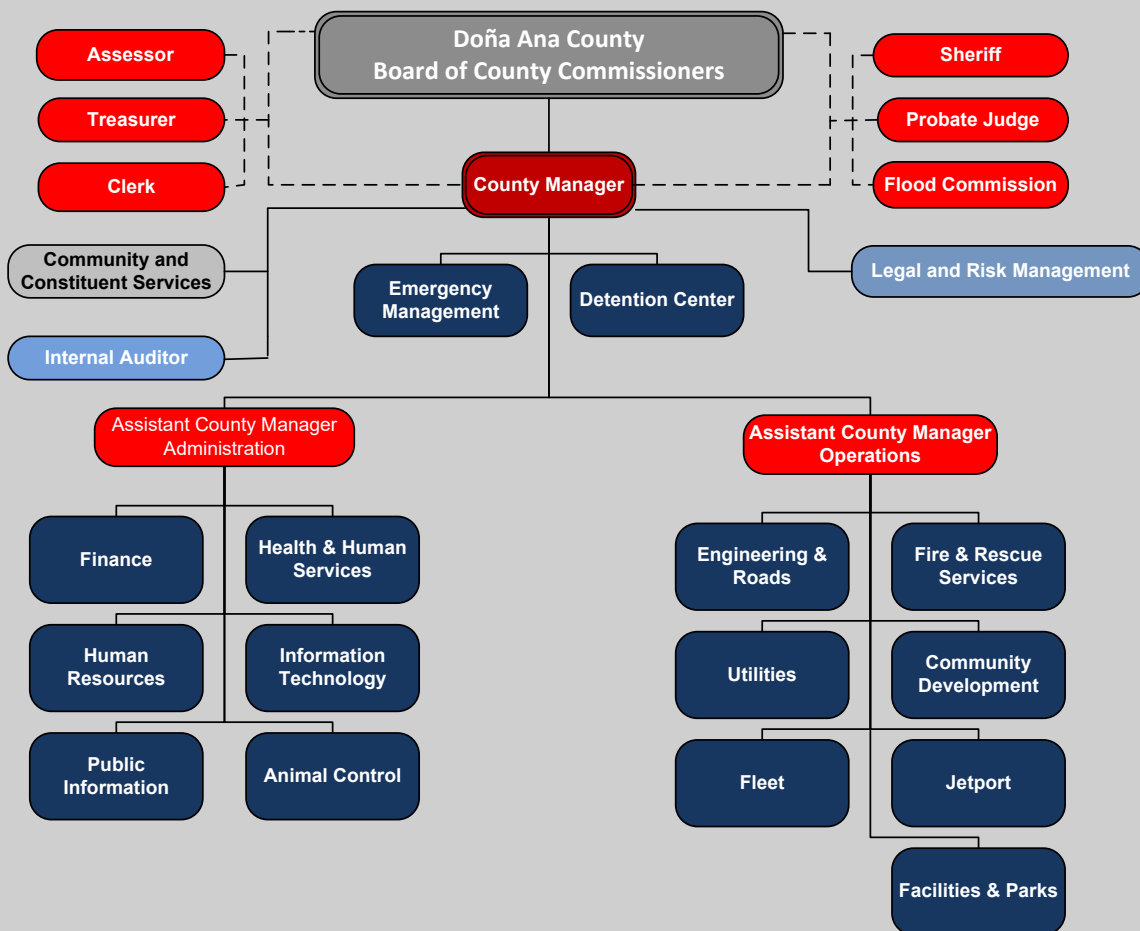 Doña Ana County
Board of County Commissioners
Assessor
Treasurer
Clerk
Sheriff
Probate Judge
Flood Commission
County Manager
Community and
Constituent Services
Internal Auditor
Emergency
Management
Detention Center
Legal and Risk Management
Assistant County Manager
Administration
Assistant County Manager
Operations
Finance
Health & Human
Services
Human
Resources
Information
Technology
Public
Information
Animal Control
Engineering &
Roads
Fire & Rescue
Services
Utilities
Community
Development
Fleet
Jetport
Facilities & Parks